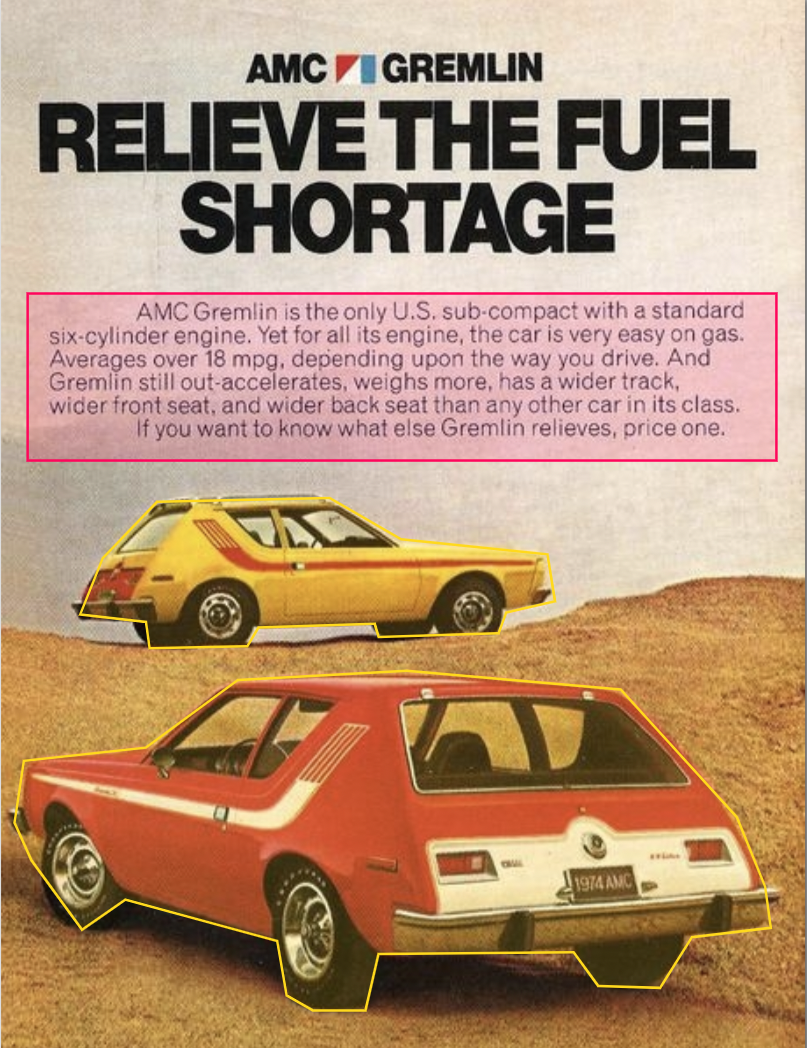 AMC GREMLIN
RELIEVE THE FUEL
SHORTAGE
AMC Gremlin is the only U.S. sub-compact with a standard
six-cylinder engine. Yet for all its engine, the car is very easy on gas.
Averages over 18 mpg, depending upon the way you drive. And
Gremlin still out-accelerates, weighs more, has a wider track,
wider front seat, and wider back seat than any other car in its class.
If you want to know what else Gremlin relieves, price one.
1974 AMC